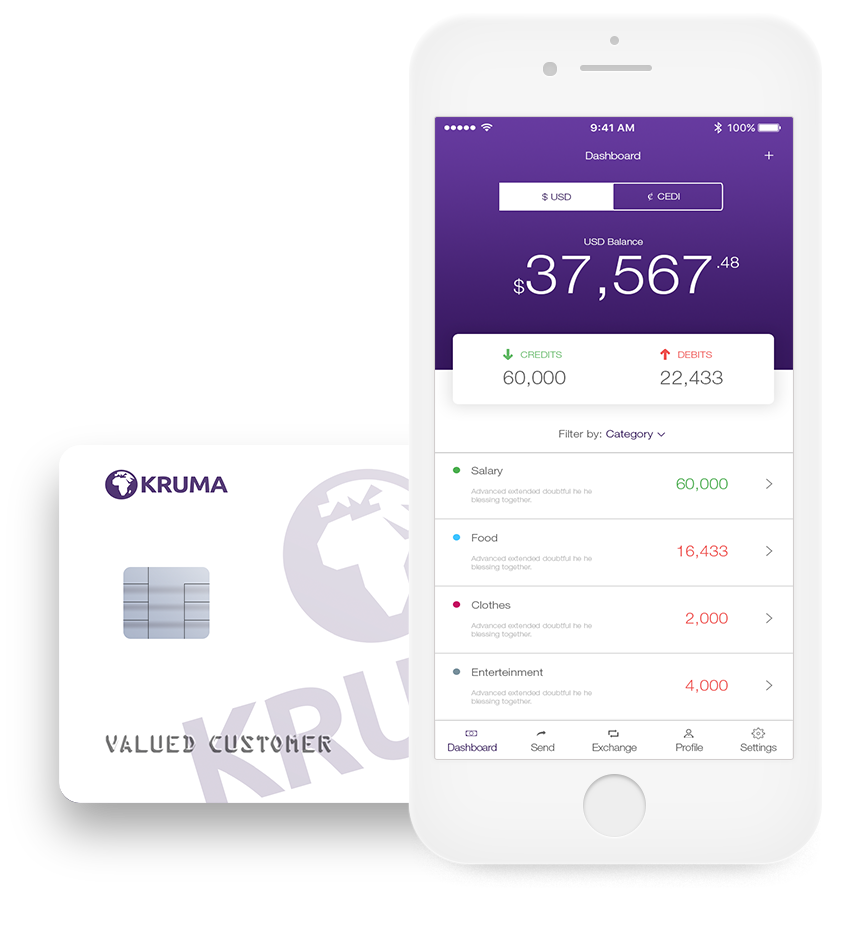 9:41 AM
100%
Dashboard
+
$ USD
₵ CEDI
USD Balance
$37,567.48
CREDITS
DEBITS
60,000
22,433
Filter by: Category
Salary
60,000
Advanced extended doubtful he he
blessing together.
Food
16,433
Advanced extended doubtful he he
blessing together.
Clothes
2,000
Advanced extended doubtful he he
blessing together.
Enterteinment
4,000
Advanced extended doubtful he he
blessing together.
Dashboard
Send
Exchange
Profile
Settings
KRUMA
KRU
VALUED CUSTOMER